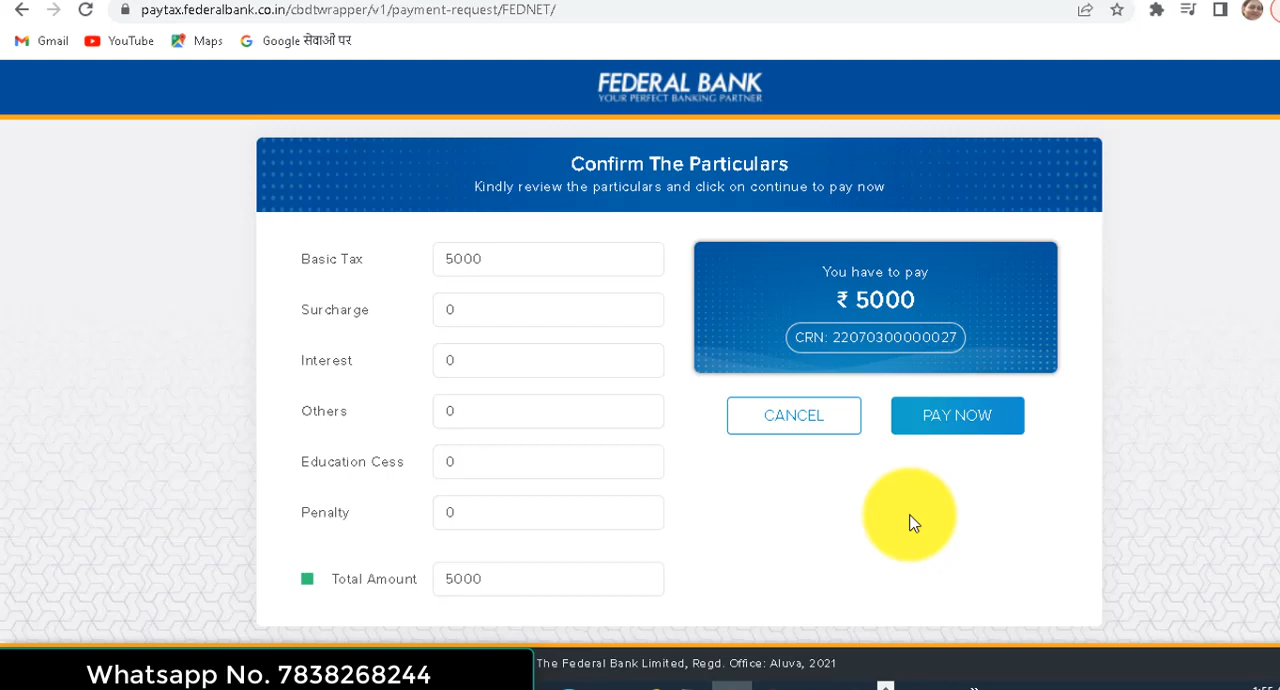 paytax.federalbank.co.in/cbdtwrapper/v1/payment-request/FEDNET/
Gmail YouTube Maps Google सेवाओं पर
FEDERAL BANK
YOUR PERFECT BANKING PARTNER
Confirm The Particulars
Kindly review the particulars and click on continue to pay now
Basic Tax 5000
Surcharge 0
Interest 0
Others 0
Education Cess 0
Penalty 0
Total Amount 5000
You have to pay
₹ 5000
CRN: 22070300000027
CANCEL PAY NOW
The Federal Bank Limited, Regd. Office: Aluva, 2021
Whatsapp No. 7838268244